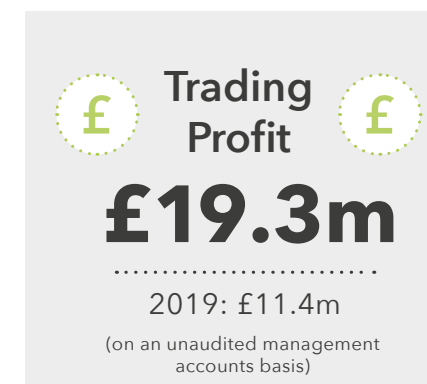 £ Trading £
Profit
£19.3m
2019: £11.4m
(on an unaudited management
accounts basis)